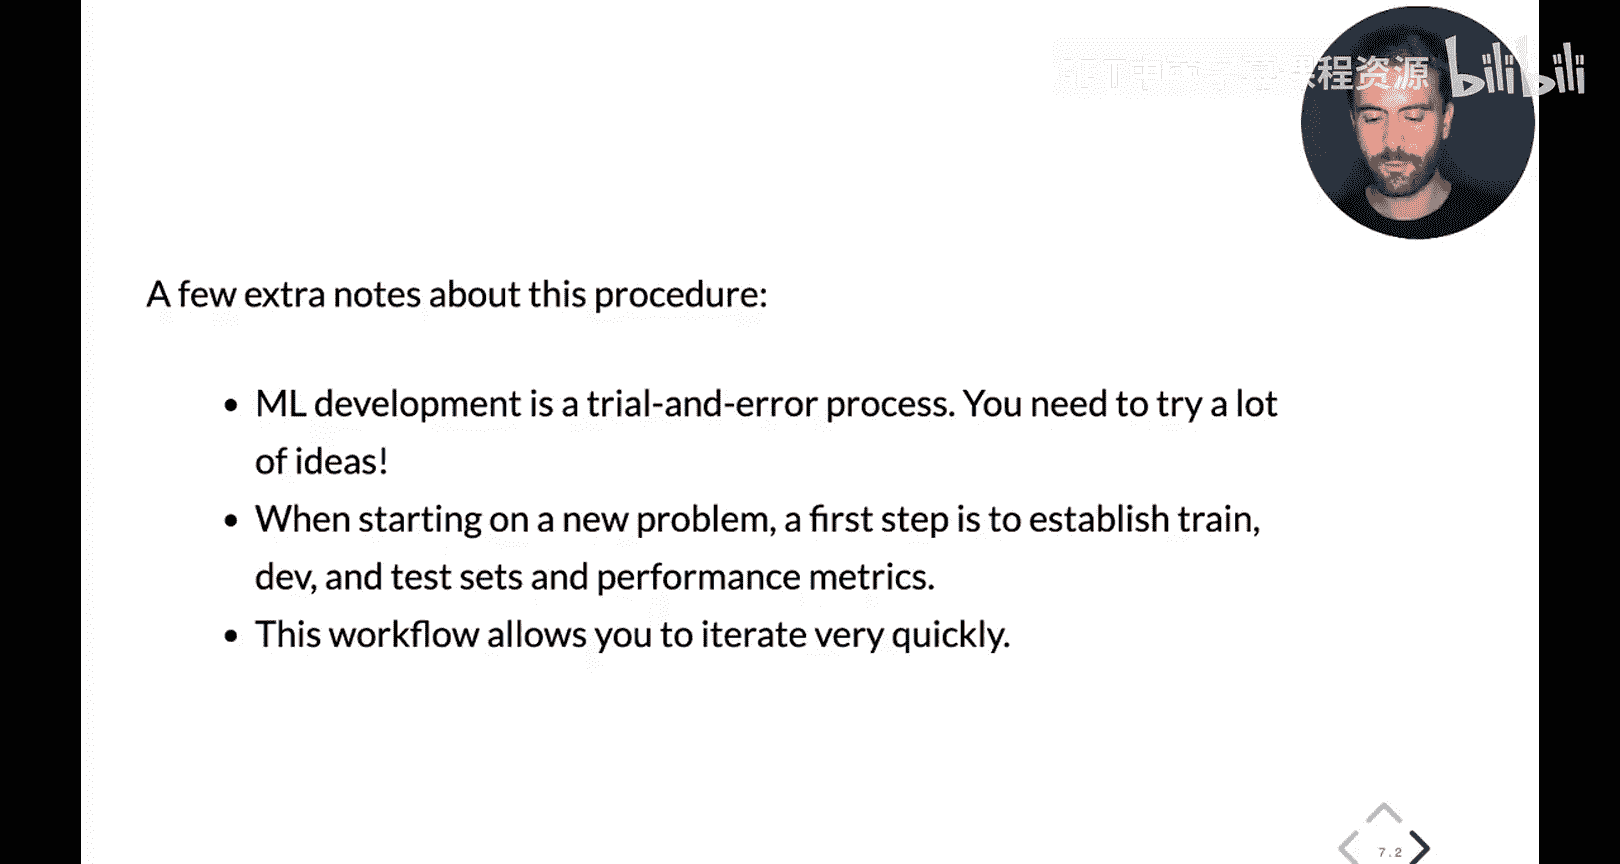 课程资源 bilibili
A few extra notes about this procedure:
• ML development is a trial-and-error process. You need to try a lot
of ideas!
• When starting on a new problem, a first step is to establish train,
dev, and test sets and performance metrics.
• This workflow allows you to iterate very quickly.
7.2